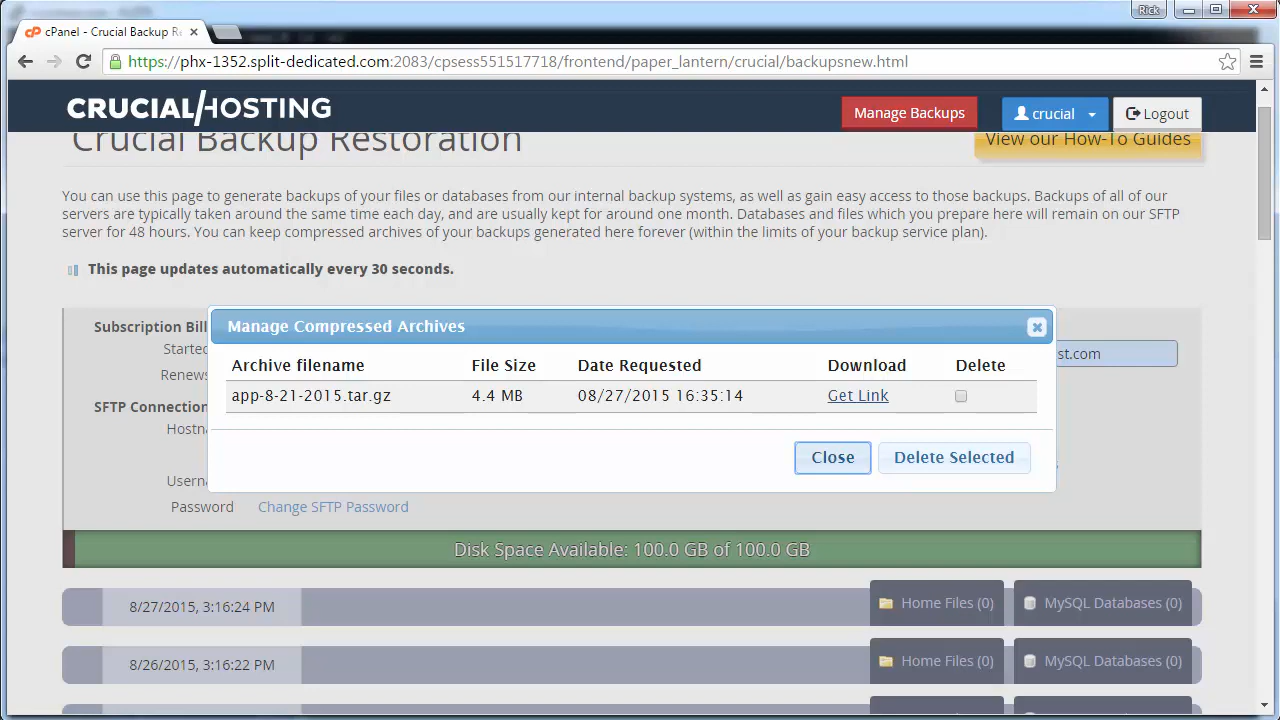 Rick
cPanel - Crucial Backup R
https://phx-1352.split-dedicated.com:2083/cpsess551517718/frontend/paper_lantern/crucial/backupsnew.html
CRUCIAL/HOSTING
Manage Backups
crucial
Logout
Crucial Backup Restoration
View our How-To Guides
You can use this page to generate backups of your files or databases from our internal backup systems, as well as gain easy access to those backups. Backups of all of our
servers are typically taken around the same time each day, and are usually kept for around one month. Databases and files which you prepare here will remain on our SFTP
server for 48 hours. You can keep compressed archives of your backups generated here forever (within the limits of your backup service plan).
This page updates automatically every 30 seconds.
Subscription Bill
Started
Renews
SFTP Connection
Hostn
Userna
Password Change SFTP Password
st.com
Manage Compressed Archives
Archive filename File Size Date Requested Download Delete
app-8-21-2015.tar.gz 4.4 MB 08/27/2015 16:35:14 Get Link
Close Delete Selected
Disk Space Available: 100.0 GB of 100.0 GB
8/27/2015, 3:16:24 PM Home Files (0) MySQL Databases (0)
8/26/2015, 3:16:22 PM Home Files (0) MySQL Databases (0)